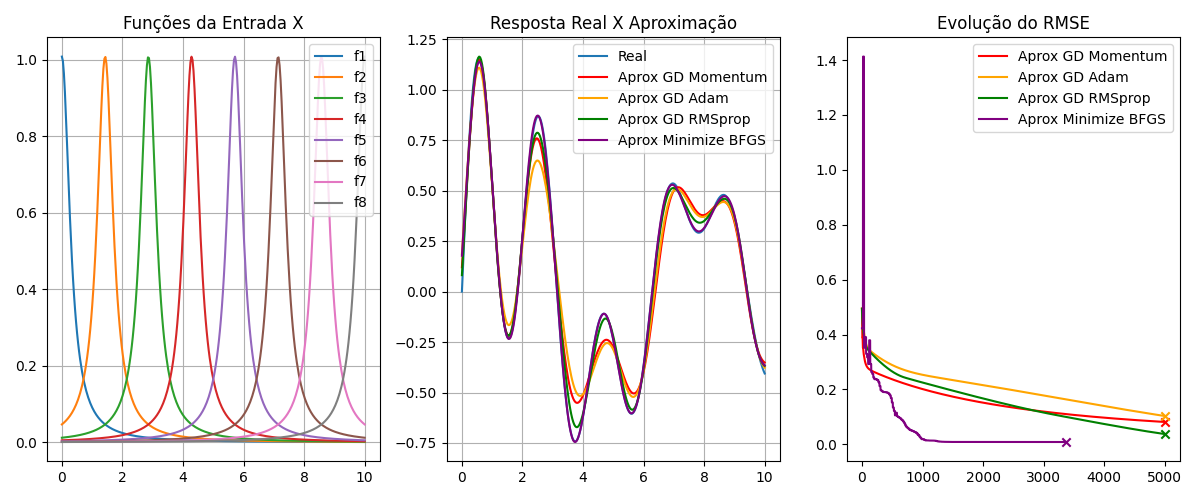 Funções da Entrada X
1.0
0.8
0.6
0.4
0.2
0.0
0 2 4 6 8 10
f1
f2
f3
f4
f5
f6
f7
f8
Resposta Real X Aproximação
1.25
1.00
0.75
0.50
0.25
0.00
−0.25
−0.50
−0.75
0 2 4 6 8 10
Real
Aprox GD Momentum
Aprox GD Adam
Aprox GD RMSprop
Aprox Minimize BFGS
Evolução do RMSE
1.4
1.2
1.0
0.8
0.6
0.4
0.2
0.0
0 1000 2000 3000 4000 5000
Aprox GD Momentum
Aprox GD Adam
Aprox GD RMSprop
Aprox Minimize BFGS